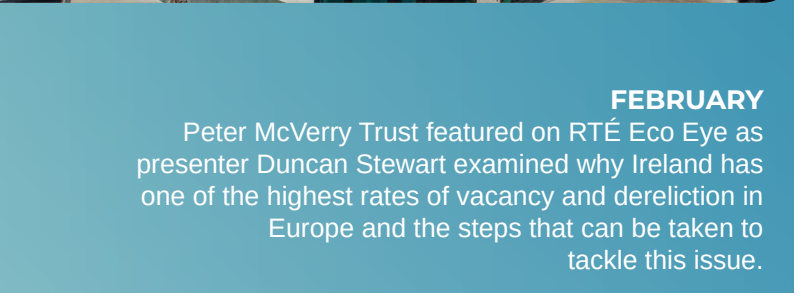 FEBRUARY
Peter McVerry Trust featured on RTÉ Eco Eye as
presenter Duncan Stewart examined why Ireland has
one of the highest rates of vacancy and dereliction in
Europe and the steps that can be taken to
tackle this issue.